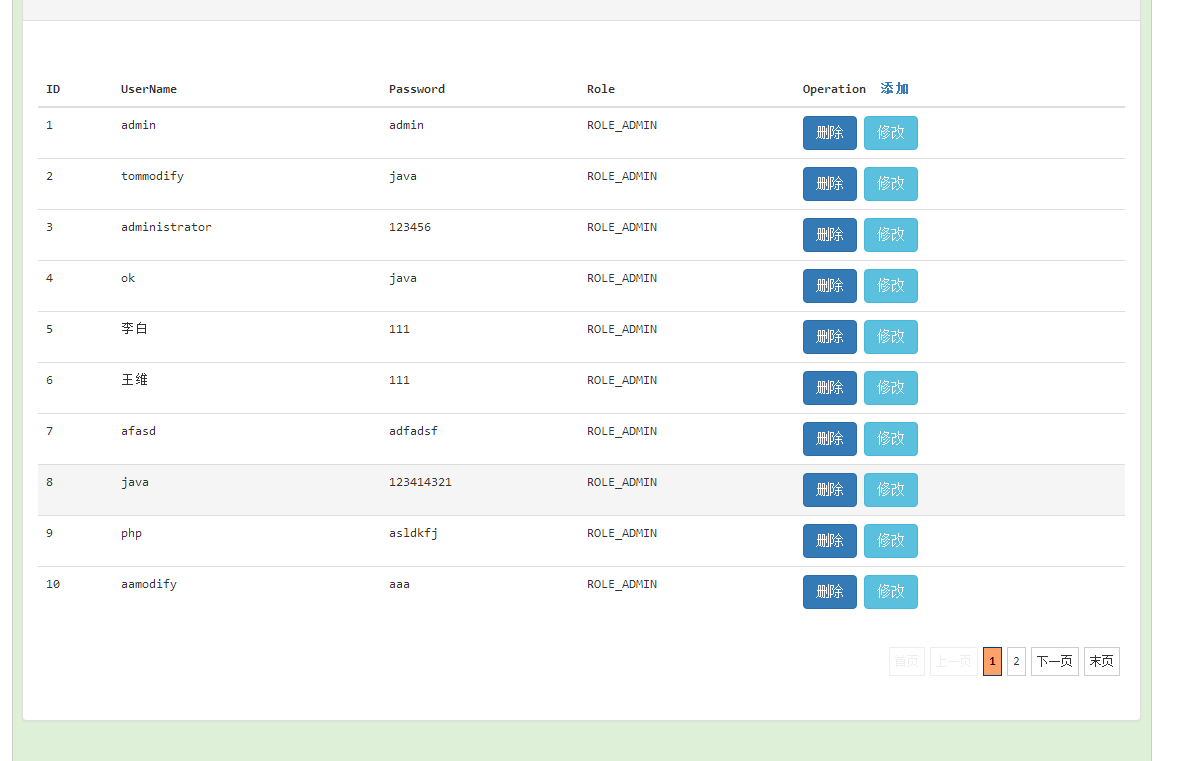 ID UserName Password Role Operation 添加
1 admin admin ROLE_ADMIN 删除 修改
2 tommodify java ROLE_ADMIN 删除 修改
3 administrator 123456 ROLE_ADMIN 删除 修改
4 ok java ROLE_ADMIN 删除 修改
5 李白 111 ROLE_ADMIN 删除 修改
6 王维 111 ROLE_ADMIN 删除 修改
7 afasd adfadsf ROLE_ADMIN 删除 修改
8 java 123414321 ROLE_ADMIN 删除 修改
9 php asldkfj ROLE_ADMIN 删除 修改
10 aamodify aaa ROLE_ADMIN 删除 修改
首页 上一页 1 2 下一页 末页